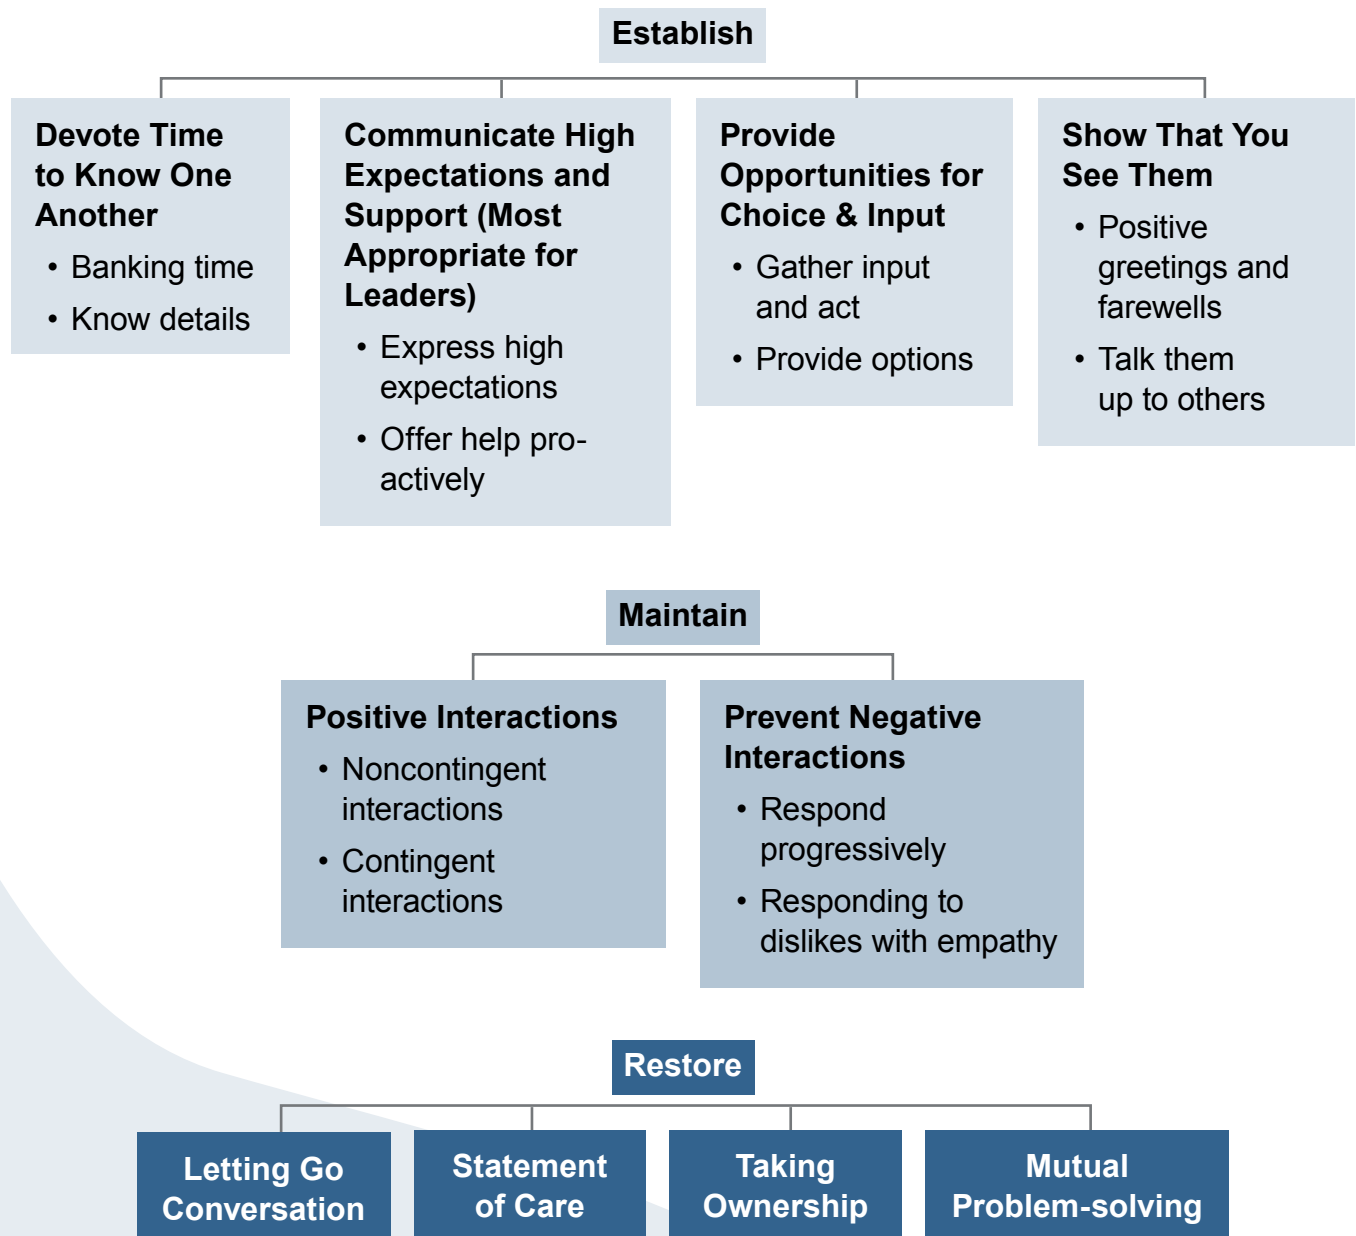 Establish
Devote Time
to Know One
Another
• Banking time
• Know details
Communicate High
Expectations and
Support (Most
Appropriate for
Leaders)
• Express high
expectations
• Offer help pro-
actively
Provide
Opportunities for
Choice & Input
• Gather input
and act
• Provide options
Show That You
See Them
• Positive
greetings and
farewells
• Talk them
up to others
Maintain
Positive Interactions
• Noncontingent
interactions
• Contingent
interactions
Prevent Negative
Interactions
• Respond
progressively
• Responding to
dislikes with empathy
Restore
Letting Go
Conversation
Statement
of Care
Taking
Ownership
Mutual
Problem-solving